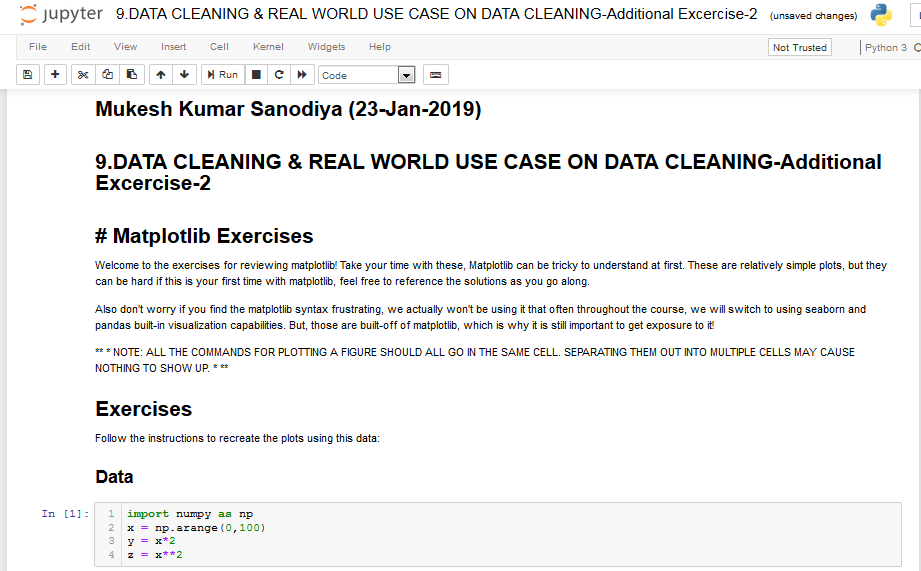 jupyter 9.DATA CLEANING & REAL WORLD USE CASE ON DATA CLEANING-Additional Excercise-2 (unsaved changes)
File Edit View Insert Cell Kernel Widgets Help Not Trusted Python 3
Run Code
Mukesh Kumar Sanodiya (23-Jan-2019)
9.DATA CLEANING & REAL WORLD USE CASE ON DATA CLEANING-Additional
Excercise-2
# Matplotlib Exercises
Welcome to the exercises for reviewing matplotlib! Take your time with these, Matplotlib can be tricky to understand at first. These are relatively simple plots, but they
can be hard if this is your first time with matplotlib, feel free to reference the solutions as you go along.
Also don't worry if you find the matplotlib syntax frustrating, we actually won't be using it that often throughout the course, we will switch to using seaborn and
pandas built-in visualization capabilities. But, those are built-off of matplotlib, which is why it is still important to get exposure to it!
** * NOTE: ALL THE COMMANDS FOR PLOTTING A FIGURE SHOULD ALL GO IN THE SAME CELL. SEPARATING THEM OUT INTO MULTIPLE CELLS MAY CAUSE
NOTHING TO SHOW UP. * **
Exercises
Follow the instructions to recreate the plots using this data:
Data
In [1]: 1 import numpy as np
2 x = np.arange(0,100)
3 y = x*2
4 z = x**2